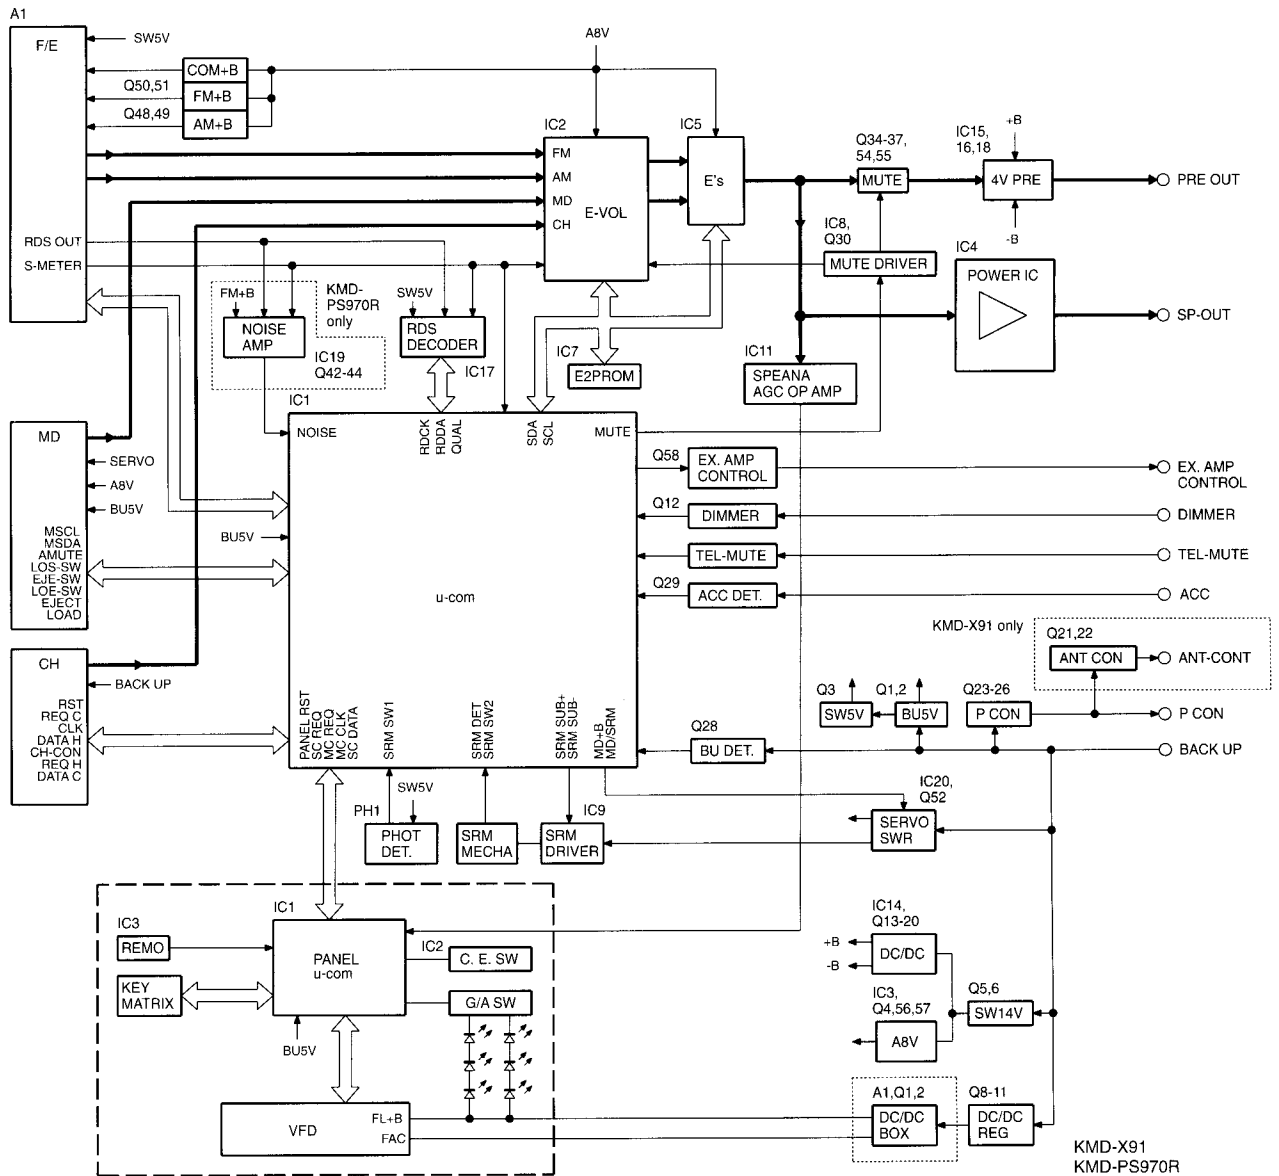 A1
F/E
SW5V
COM+B
Q50,51
FM+B
Q48,49
AM+B
RDS OUT
S-METER
A8V
IC2
FM
AM
MD
CH
E-VOL
IC5
E's
Q34-37,
54,55
MUTE
IC15,
16,18
+B
4V PRE
-B
PRE OUT
IC8,
Q30
MUTE DRIVER
IC4
POWER IC
SP-OUT
FM+B
NOISE
AMP
KMD-
PS970R
only
IC19
Q42-44
SW5V
RDS
DECODER
IC17
IC7
E2PROM
IC11
SPEANA
AGC OP AMP
MD
SERVO
A8V
BU5V
MSCL
MSDA
AMUTE
LOS-SW
EJE-SW
LOE-SW
EJECT
LOAD
CH
BACK UP
RST
REQ C
CLK
DATA H
CH-CON
REQ H
DATA C
IC1
NOISE
RDCK
RDDA
QUAL
SDA
SCL
MUTE
BU5V
u-com
PANEL RST
SC REQ
MC REQ
MC CLK
SC DATA
SRM SW1
SRM DET
SRM SW2
SRM SUB+
SRM SUB-
MD+B
MD/SRM
Q58
EX. AMP
CONTROL
EX. AMP
CONTROL
Q12
DIMMER
DIMMER
TEL-MUTE
TEL-MUTE
Q29
ACC DET.
ACC
KMD-X91 only
Q21,22
ANT CON
ANT-CONT
Q3
SW5V
Q1,2
BU5V
Q23-26
P CON
P CON
Q28
BU DET.
BACK UP
PH1
SW5V
PHOT
DET.
SRM
MECHA
IC9
SRM
DRIVER
IC20,
Q52
SERVO
SWR
IC3
REMO
KEY
MATRIX
IC1
PANEL
u-com
BU5V
IC2
C. E. SW
G/A SW
VFD
FL+B
FAC
IC14,
Q13-20
+B
-B
DC/DC
IC3,
Q4,56,57
A8V
Q5,6
SW14V
A1,Q1,2
DC/DC
BOX
Q8-11
DC/DC
REG
KMD-X91
KMD-PS970R